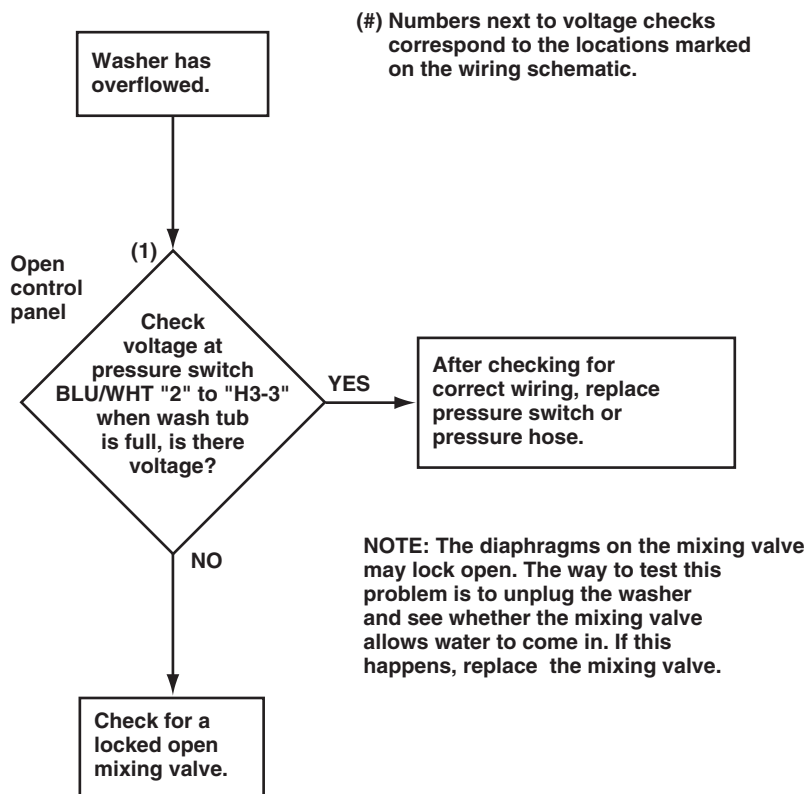 (#) Numbers next to voltage checks
correspond to the locations marked
on the wiring schematic.
Washer has
overflowed.
(1)
Open
control
panel
Check
voltage at
pressure switch
BLU/WHT "2" to "H3-3"
when wash tub
is full, is there
voltage?
YES
After checking for
correct wiring, replace
pressure switch or
pressure hose.
NO
NOTE: The diaphragms on the mixing valve
may lock open. The way to test this
problem is to unplug the washer
and see whether the mixing valve
allows water to come in. If this
happens, replace  the mixing valve.
Check for a
locked open
mixing valve.